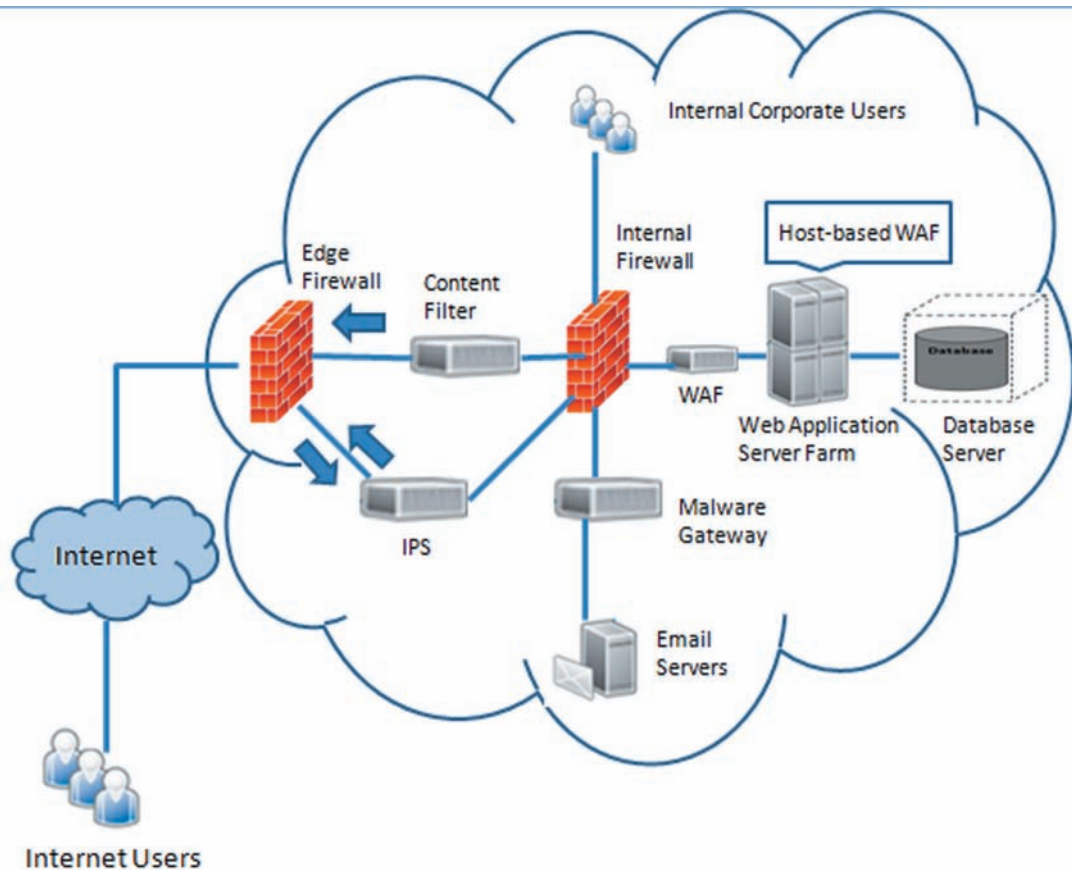 Internal Corporate Users
Host-based WAF
Internal
Firewall
Edge
Firewall
Content
Filter
Database
WAF
Web Application
Server Farm
Database
Server
IPS
Malware
Gateway
Internet
Email
Servers
Internet Users